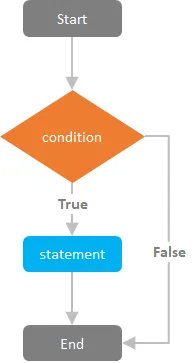 Start
condition
True
False
statement
End